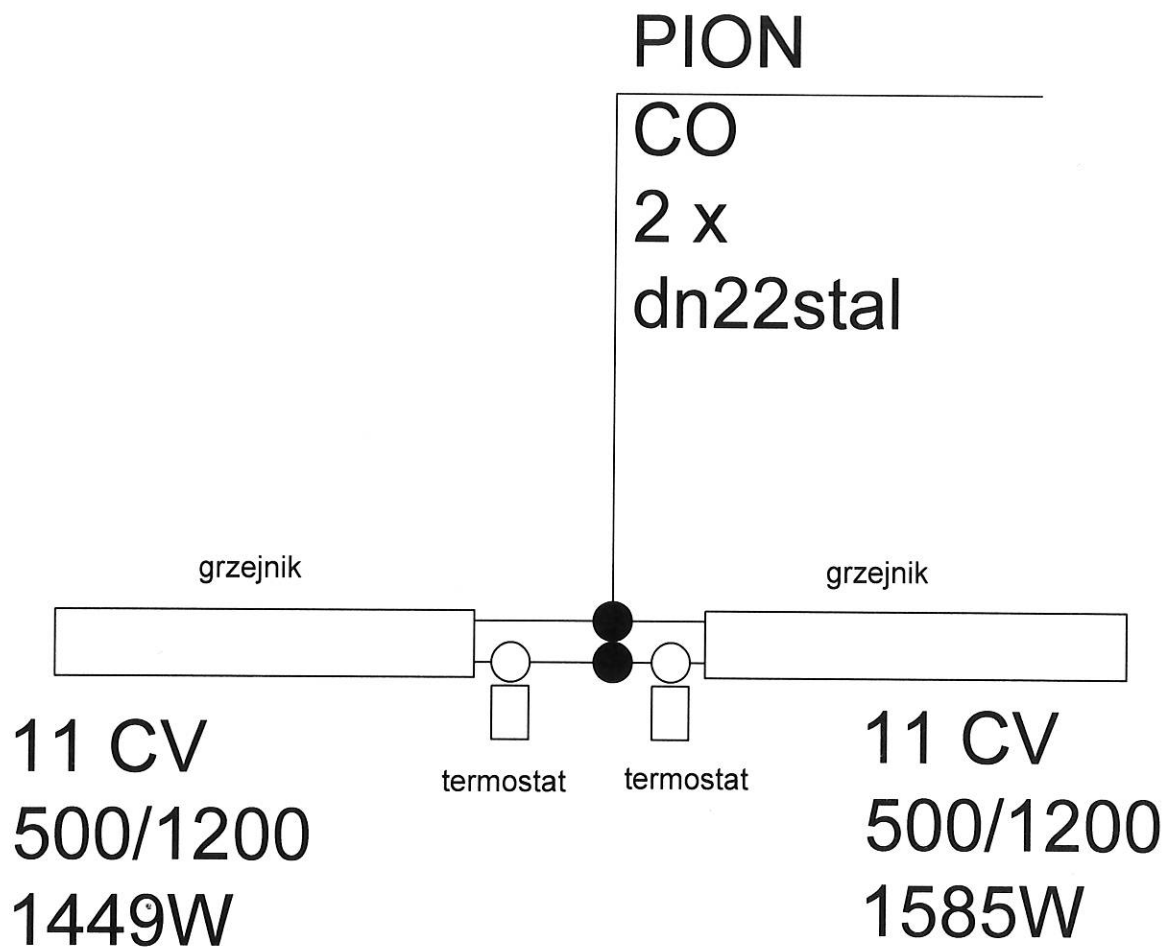 PION
CO
2 x
dn22stal
grzejnik
grzejnik
termostat
termostat
11 CV
500/1200
1449W
11 CV
500/1200
1585W